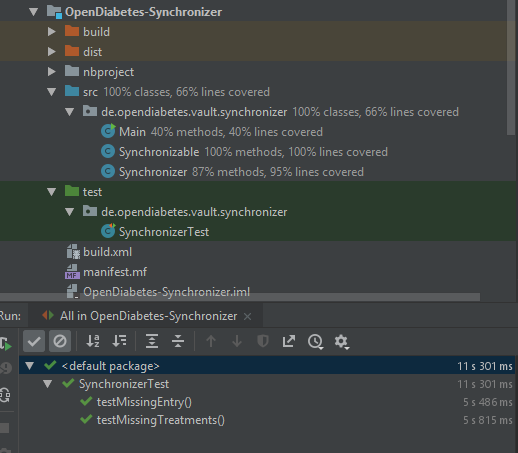 OpenDiabetes-Synchronizer
build
dist
nbproject
src 100% classes, 66% lines covered
de.opendiabetes.vault.synchronizer 100% classes, 66% lines covered
Main 40% methods, 40% lines covered
Synchronizable 100% methods, 100% lines covered
Synchronizer 87% methods, 95% lines covered
test
de.opendiabetes.vault.synchronizer
SynchronizerTest
build.xml
manifest.mf
OpenDiabetes-Synchronizer.iml
Run: All in OpenDiabetes-Synchronizer
<default package> 11 s 301 ms
SynchronizerTest 11 s 301 ms
testMissingEntry() 5 s 486 ms
testMissingTreatments() 5 s 815 ms